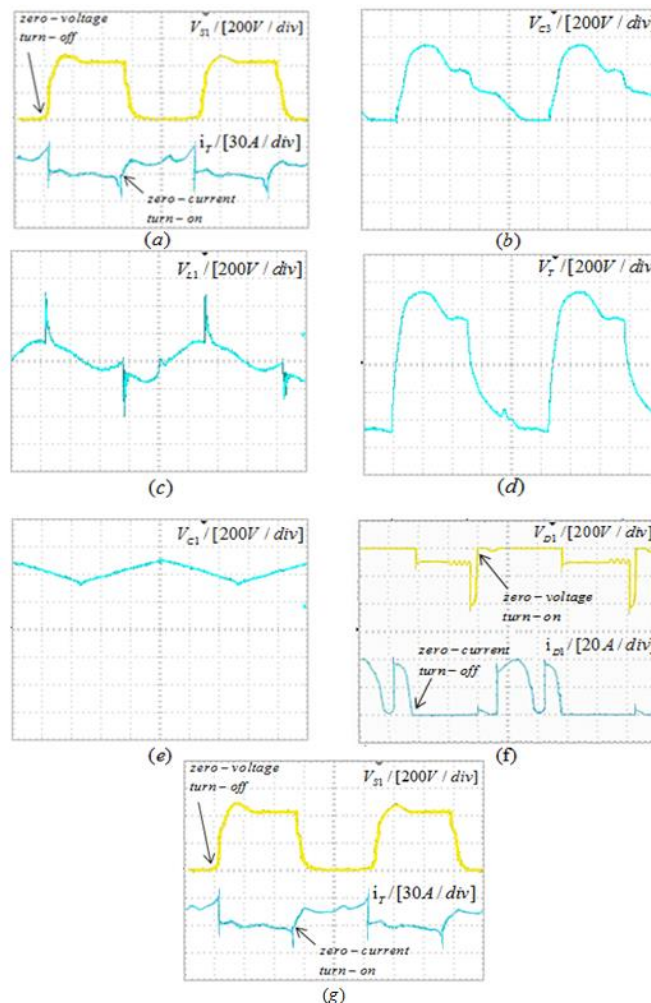 zero-voltage
turn-off
V_S1 / [200V / div]
i_T / [30A / div]
zero-current
turn-on
(a)
V_C3 / [200V / div]
(b)
V_L1 / [200V / div]
(c)
V_T / [200V / div]
(d)
V_C1 / [200V / div]
(e)
V_D1 / [200V / div]
zero-voltage
turn-on
zero-current
turn-off
i_D1 / [20A / div]
(f)
zero-voltage
turn-off
V_S1 / [200V / div]
i_T / [30A / div]
zero-current
turn-on
(g)